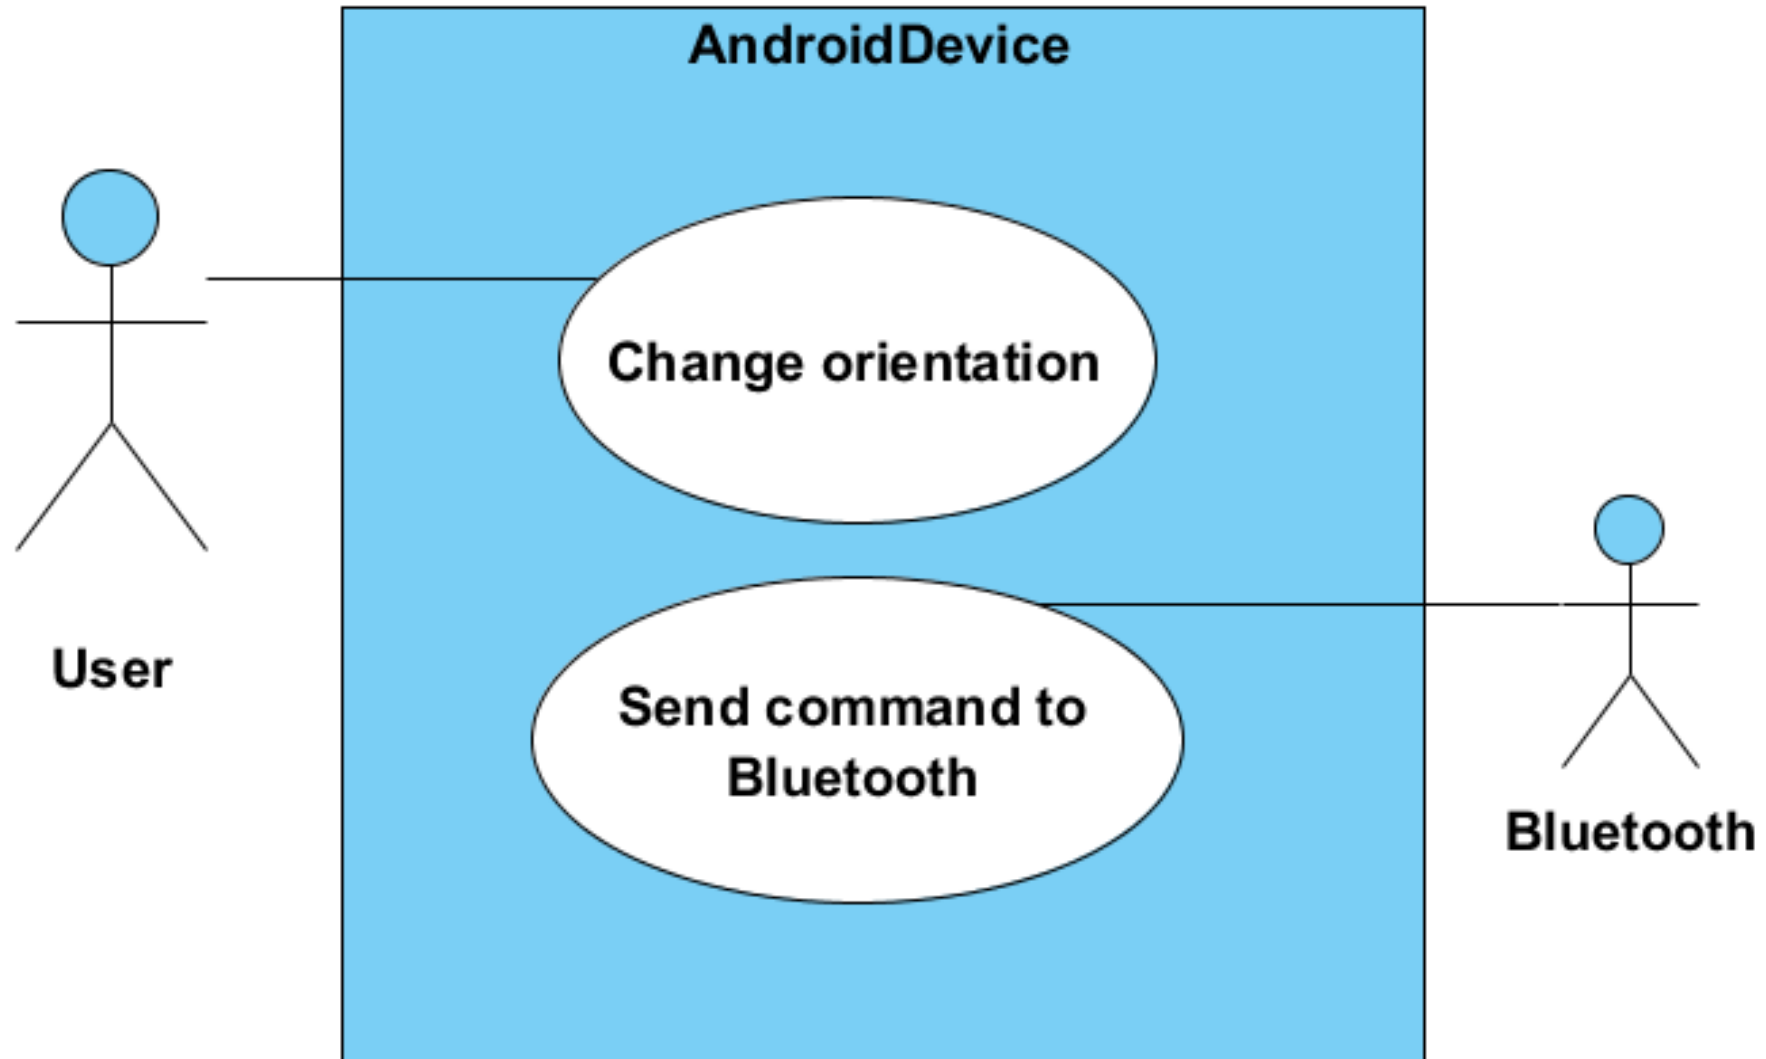 AndroidDevice
Change orientation
User
Send command to
Bluetooth
Bluetooth